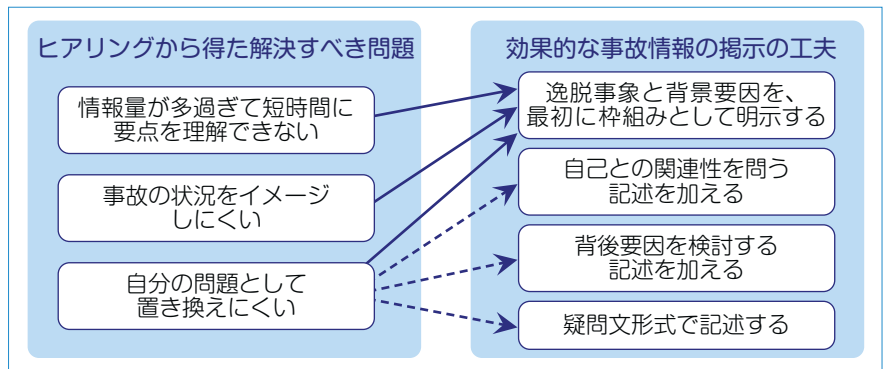 ヒアリングから得た解決すべき問題
情報量が多過ぎて短時間に
要点を理解できない
事故の状況をイメージ
しにくい
自分の問題として
置き換えにくい
効果的な事故情報の掲示の工夫
逸脱事象と背景要因を、
最初に枠組みとして明示する
自己との関連性を問う
記述を加える
背後要因を検討する
記述を加える
疑問文形式で記述する